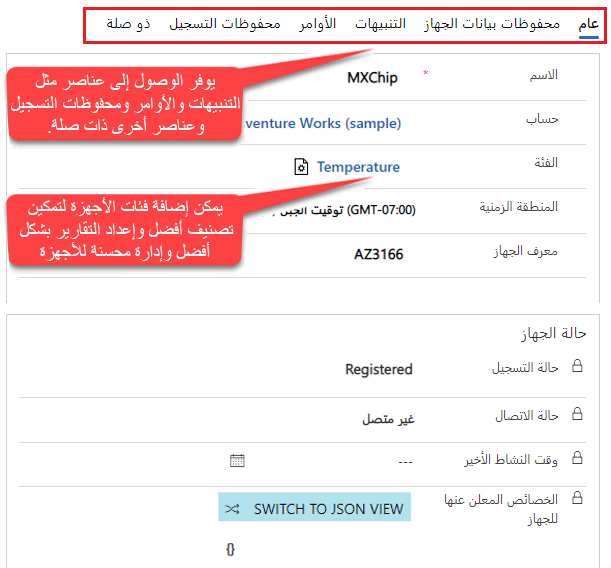 عام محفوظات بيانات الجهاز التنبيهات الأوامر محفوظات التسجيل ذو صلة
يوفر الوصول إلى عناصر مثل
التنبيهات والأوامر ومحفوظات التسجيل
وعناصر أخرى ذات صلة.
الاسم * MXChip
حساب venture Works (sample)
الفئة Temperature
يمكن إضافة فئات الأجهزة لتمكين
تصنيف أفضل وإعداد التقارير بشكل
أفضل وإدارة محسنة للأجهزة
المنطقة الزمنية (GMT-07:00) توقيت الجبل
معرف الجهاز AZ3166
حالة الجهاز
حالة التسجيل Registered
حالة الاتصال غير متصل
وقت النشاط الأخير ---
الخصائص المعلن عنها
للجهاز
SWITCH TO JSON VIEW
{}